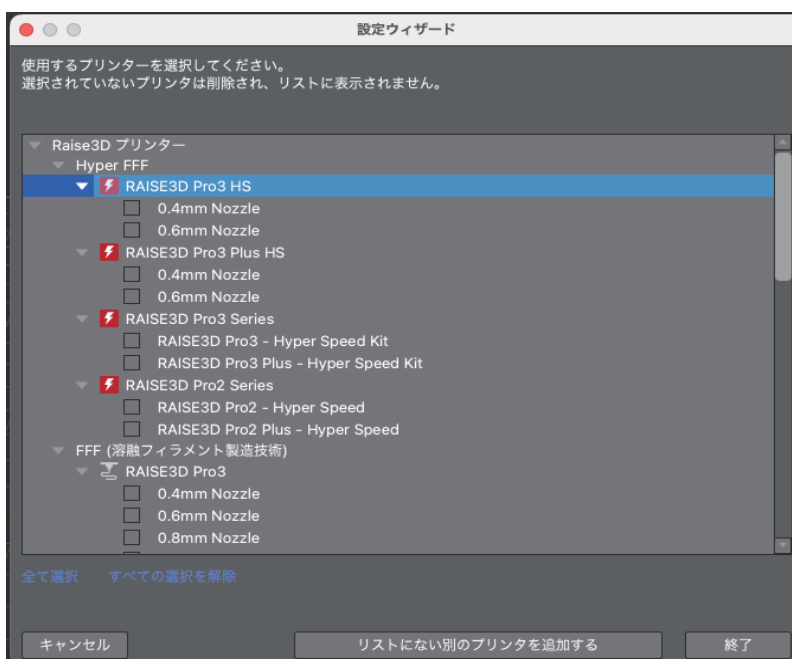 設定ウィザード
使用するプリンターを選択してください。
選択されていないプリンタは削除され、リストに表示されません。
Raise3D プリンター
Hyper FFF
RAISE3D Pro3 HS
0.4mm Nozzle
0.6mm Nozzle
RAISE3D Pro3 Plus HS
0.4mm Nozzle
0.6mm Nozzle
RAISE3D Pro3 Series
RAISE3D Pro3 - Hyper Speed Kit
RAISE3D Pro3 Plus - Hyper Speed Kit
RAISE3D Pro2 Series
RAISE3D Pro2 - Hyper Speed
RAISE3D Pro2 Plus - Hyper Speed
FFF (溶融フィラメント製造技術)
RAISE3D Pro3
0.4mm Nozzle
0.6mm Nozzle
0.8mm Nozzle
全て選択 すべての選択を解除
キャンセル リストにない別のプリンタを追加する 終了